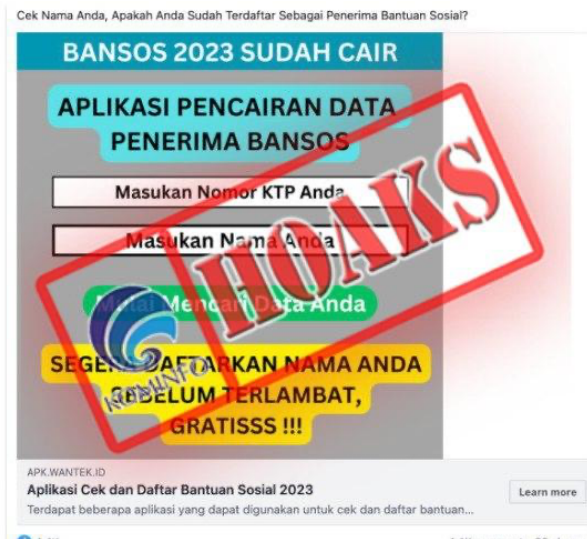 Cek Nama Anda, Apakah Anda Sudah Terdaftar Sebagai Penerima Bantuan Sosial?
BANSOS 2023 SUDAH CAIR
APLIKASI PENCAIRAN DATA
PENERIMA BANSOS
Masukan Nomor KTP Anda
Masukan Nama Anda
HOAKS
Mulai Mencari Data Anda
KOMINFO
SEGERA DAFTARKAN NAMA ANDA
SEBELUM TERLAMBAT,
GRATISSS !!!
APK.WANTEK.ID
Aplikasi Cek dan Daftar Bantuan Sosial 2023
Learn more
Terdapat beberapa aplikasi yang dapat digunakan untuk cek dan daftar bantuan...